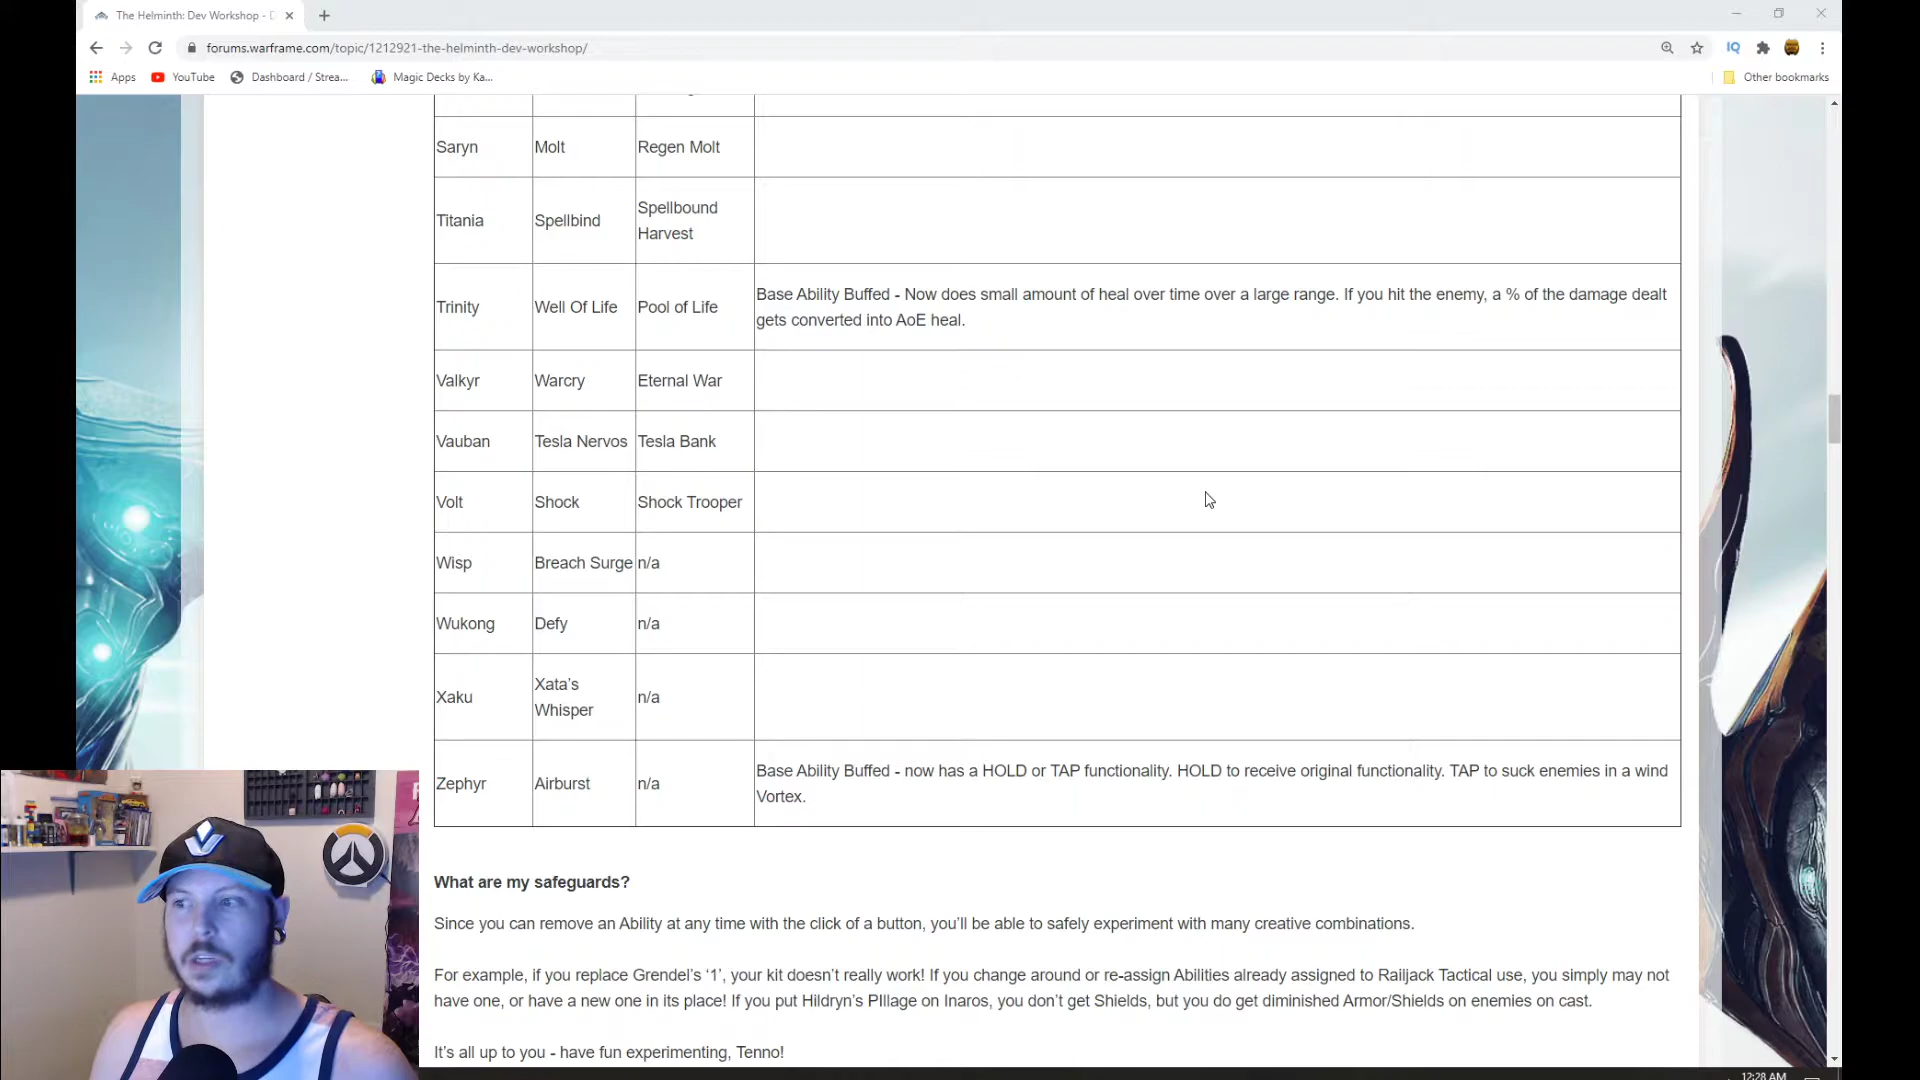 The Helminth: Dev Workshop - D
forums.warframe.com/topic/1212921-the-helminth-dev-workshop/
IQ
Apps
YouTube
Dashboard / Strea...
Magic Decks by Ka...
Other bookmarks
Saryn Molt Regen Molt
Titania Spellbind Spellbound
Harvest
Trinity Well Of Life Pool of Life Base Ability Buffed - Now does small amount of heal over time over a large range. If you hit the enemy, a % of the damage dealt
gets converted into AoE heal.
Valkyr Warcry Eternal War
Vauban Tesla Nervos Tesla Bank
Volt Shock Shock Trooper
Wisp Breach Surge n/a
Wukong Defy n/a
Xaku Xata’s
Whisper n/a
Zephyr Airburst n/a Base Ability Buffed - now has a HOLD or TAP functionality. HOLD to receive original functionality. TAP to suck enemies in a wind
Vortex.
What are my safeguards?
Since you can remove an Ability at any time with the click of a button, you’ll be able to safely experiment with many creative combinations.
For example, if you replace Grendel’s ‘1’, your kit doesn’t really work! If you change around or re-assign Abilities already assigned to Railjack Tactical use, you simply may not
have one, or have a new one in its place! If you put Hildryn’s PIllage on Inaros, you don’t get Shields, but you do get diminished Armor/Shields on enemies on cast.
It’s all up to you - have fun experimenting, Tenno!
12:28 AM